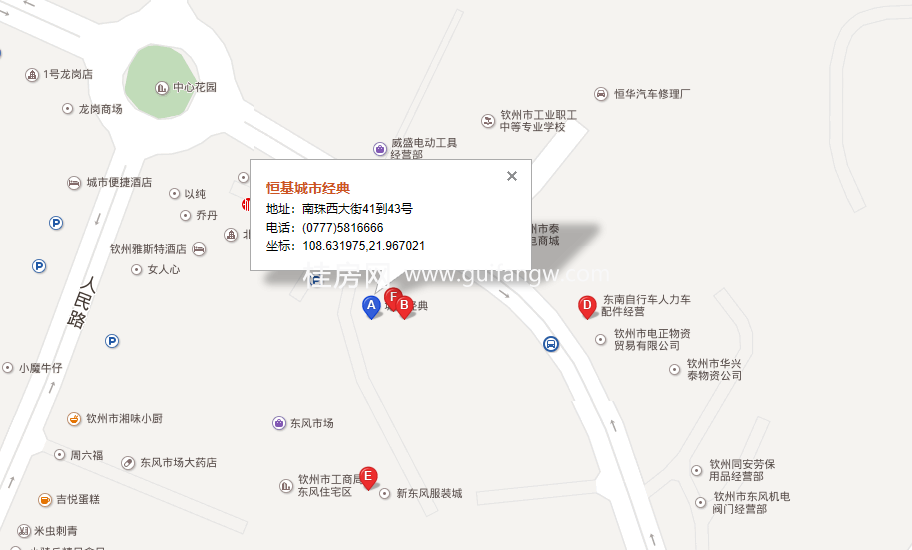 1号龙岗店
中心花园
龙岗商场
恒华汽车修理厂
钦州市工业职工
中等专业学校
威盛电动工具
经营部
城市便捷酒店
以纯
乔丹
恒基城市经典
地址：南珠西大街41到43号
电话：(0777)5816666
坐标：108.631975,21.967021
钦州雅斯特酒店
女人心
P
P
P
人民路
桂房网 www.guifangw.com
A
F
B
D
E
东南自行车人力车
配件经营
钦州市电正物资
贸易有限公司
钦州市华兴
泰物资公司
小魔牛仔
钦州市湘味小厨
东风市场
周六福
东风市场大药店
钦州市工商局
东风住宅区
新东风服装城
钦州同安劳保
用品经营部
钦州市东风机电
阀门经营部
吉悦蛋糕
米虫刺青